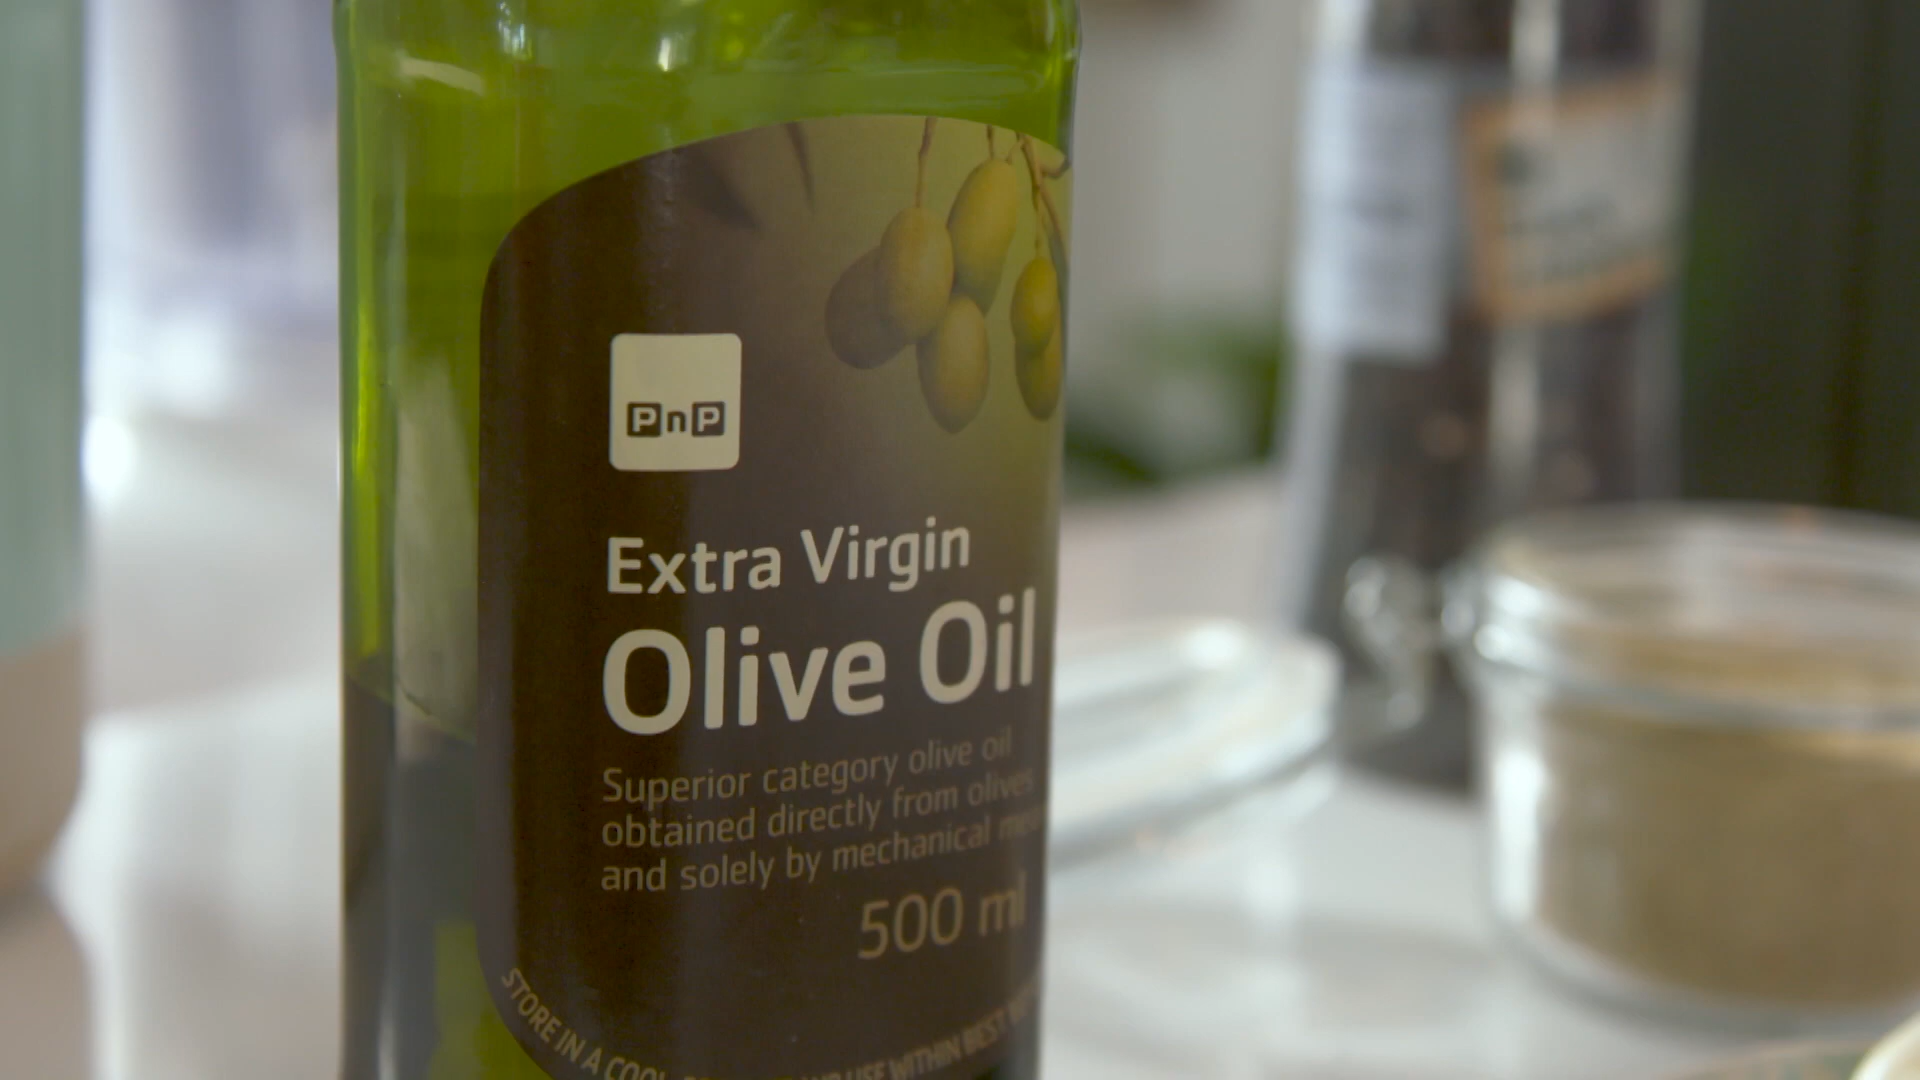 PnP
Extra Virgin
Olive Oil
Superior category olive oil
obtained directly from olives
and solely by mechanical
500 ml
STORE IN A COOL USE WITHIN BEST